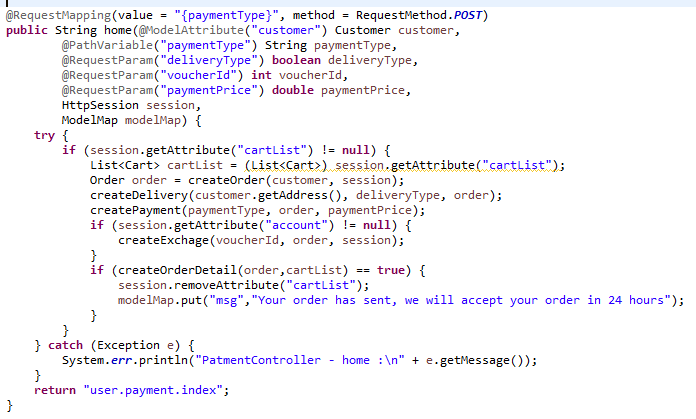 @RequestMapping(value = "{paymentType}", method = RequestMethod.POST)
public String home(@ModelAttribute("customer") Customer customer,
        @PathVariable("paymentType") String paymentType,
        @RequestParam("deliveryType") boolean deliveryType,
        @RequestParam("voucherId") int voucherId,
        @RequestParam("paymentPrice") double paymentPrice,
        HttpSession session,
        ModelMap modelMap) {
    try {
        if (session.getAttribute("cartList") != null) {
            List<Cart> cartList = (List<Cart>) session.getAttribute("cartList");
            Order order = createOrder(customer, session);
            createDelivery(customer.getAddress(), deliveryType, order);
            createPayment(paymentType, order, paymentPrice);
            if (session.getAttribute("account") != null) {
                createExchage(voucherId, order, session);
            }
            if (createOrderDetail(order,cartList) == true) {
                session.removeAttribute("cartList");
                modelMap.put("msg","Your order has sent, we will accept your order in 24 hours");
            }
        }
    } catch (Exception e) {
        System.err.println("PatmentController - home :\n" + e.getMessage());
    }
    return "user.payment.index";
}